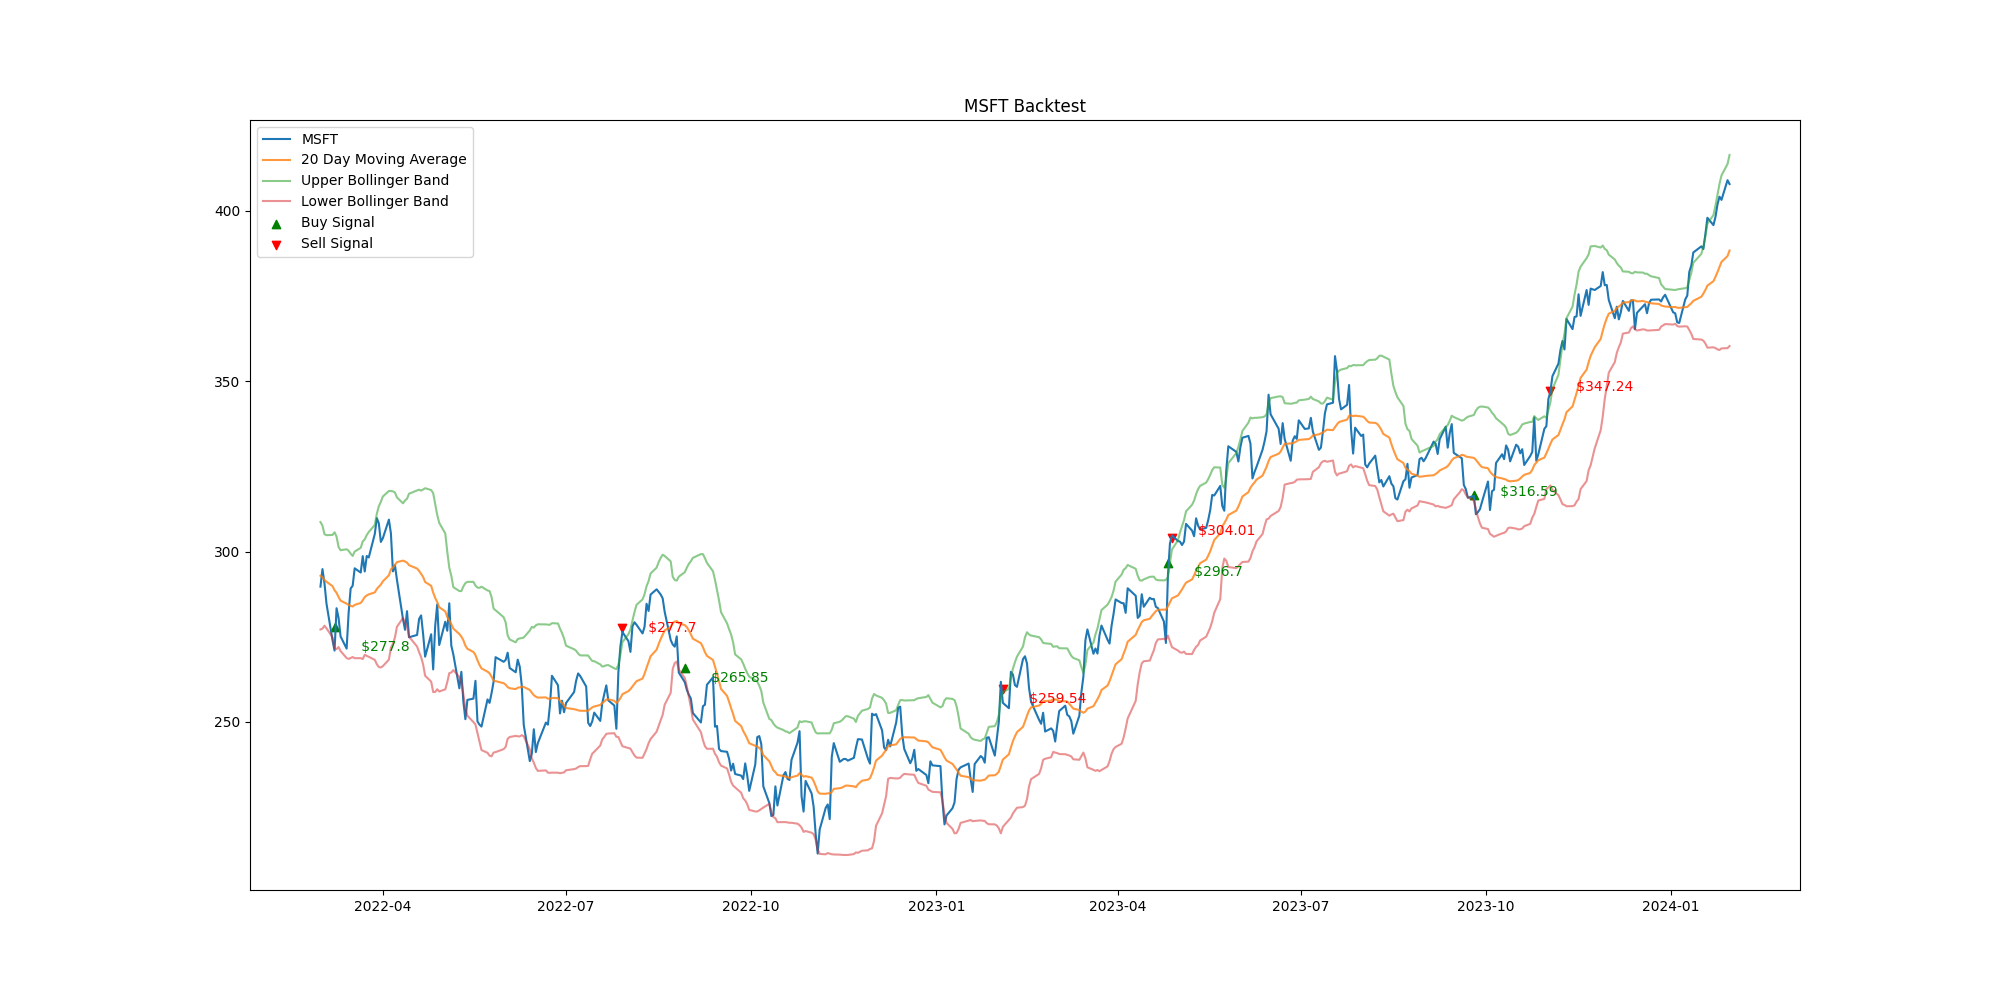 MSFT Backtest
MSFT
20 Day Moving Average
Upper Bollinger Band
Lower Bollinger Band
Buy Signal
Sell Signal
400
350
300
250
$347.24
$316.59
$304.01
$296.7
$277.7
$277.8
$265.85
$259.54
2022-04
2022-07
2022-10
2023-01
2023-04
2023-07
2023-10
2024-01